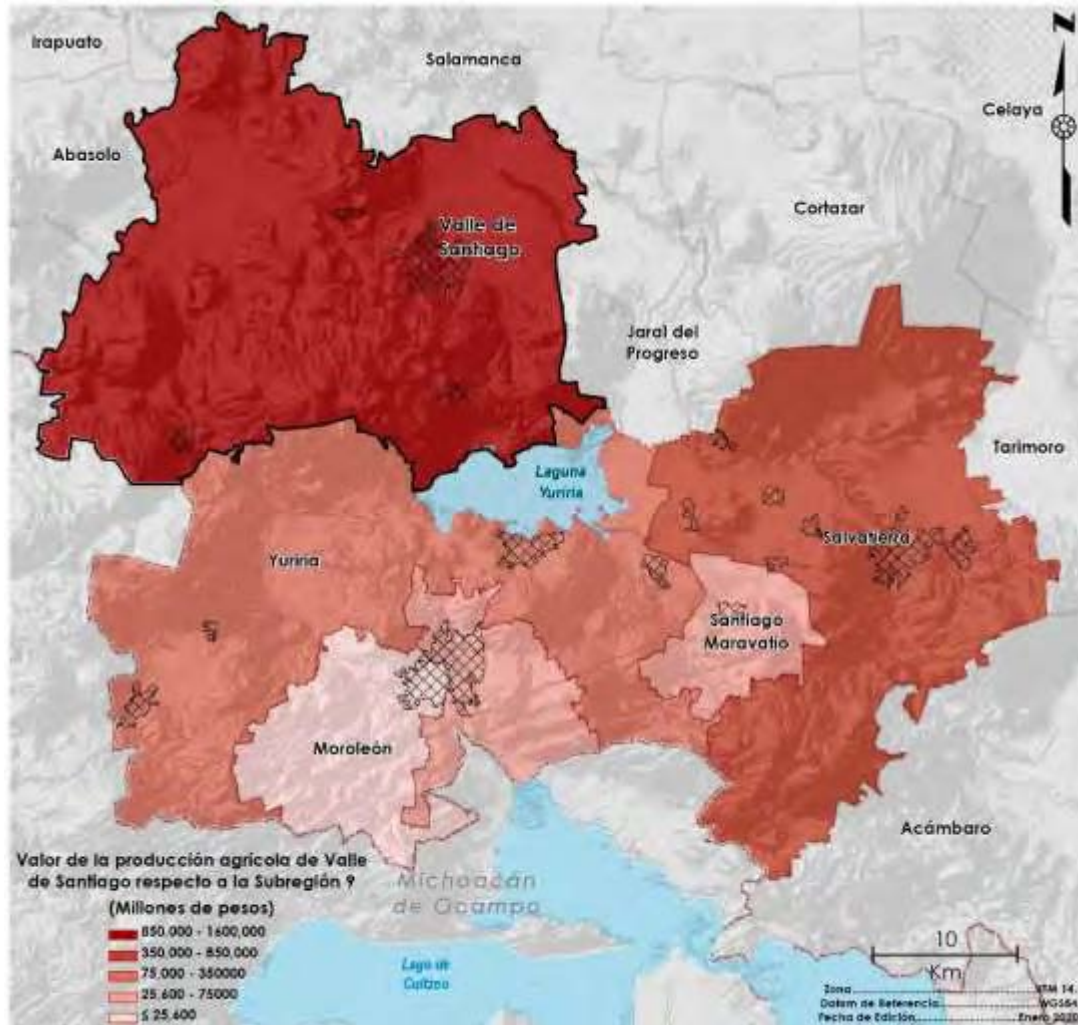 Irapuato
Salamanca
Z
Celaya
Abasolo
Cortazar
Valle de
Santiago
Jaral del
Progreso
Tarimoro
Laguna
Yuriria
Salvatierra
Yuriria
Santiago
Maravatio
Moroleón
Acámbaro
Valor de la producción agrícola de Valle
de Santiago respecto a la Subregión 9
(Millones de pesos)
850,000 - 1600,000
350,000 - 850,000
75,000 - 350000
25,600 - 75000
≤ 25,600
Michoacán
de Ocampo
Lago de
Cuitzeo
10
Km
Zona UTM 14
Datum de Referencia WGS84
Fecha de Edición Enero 2020